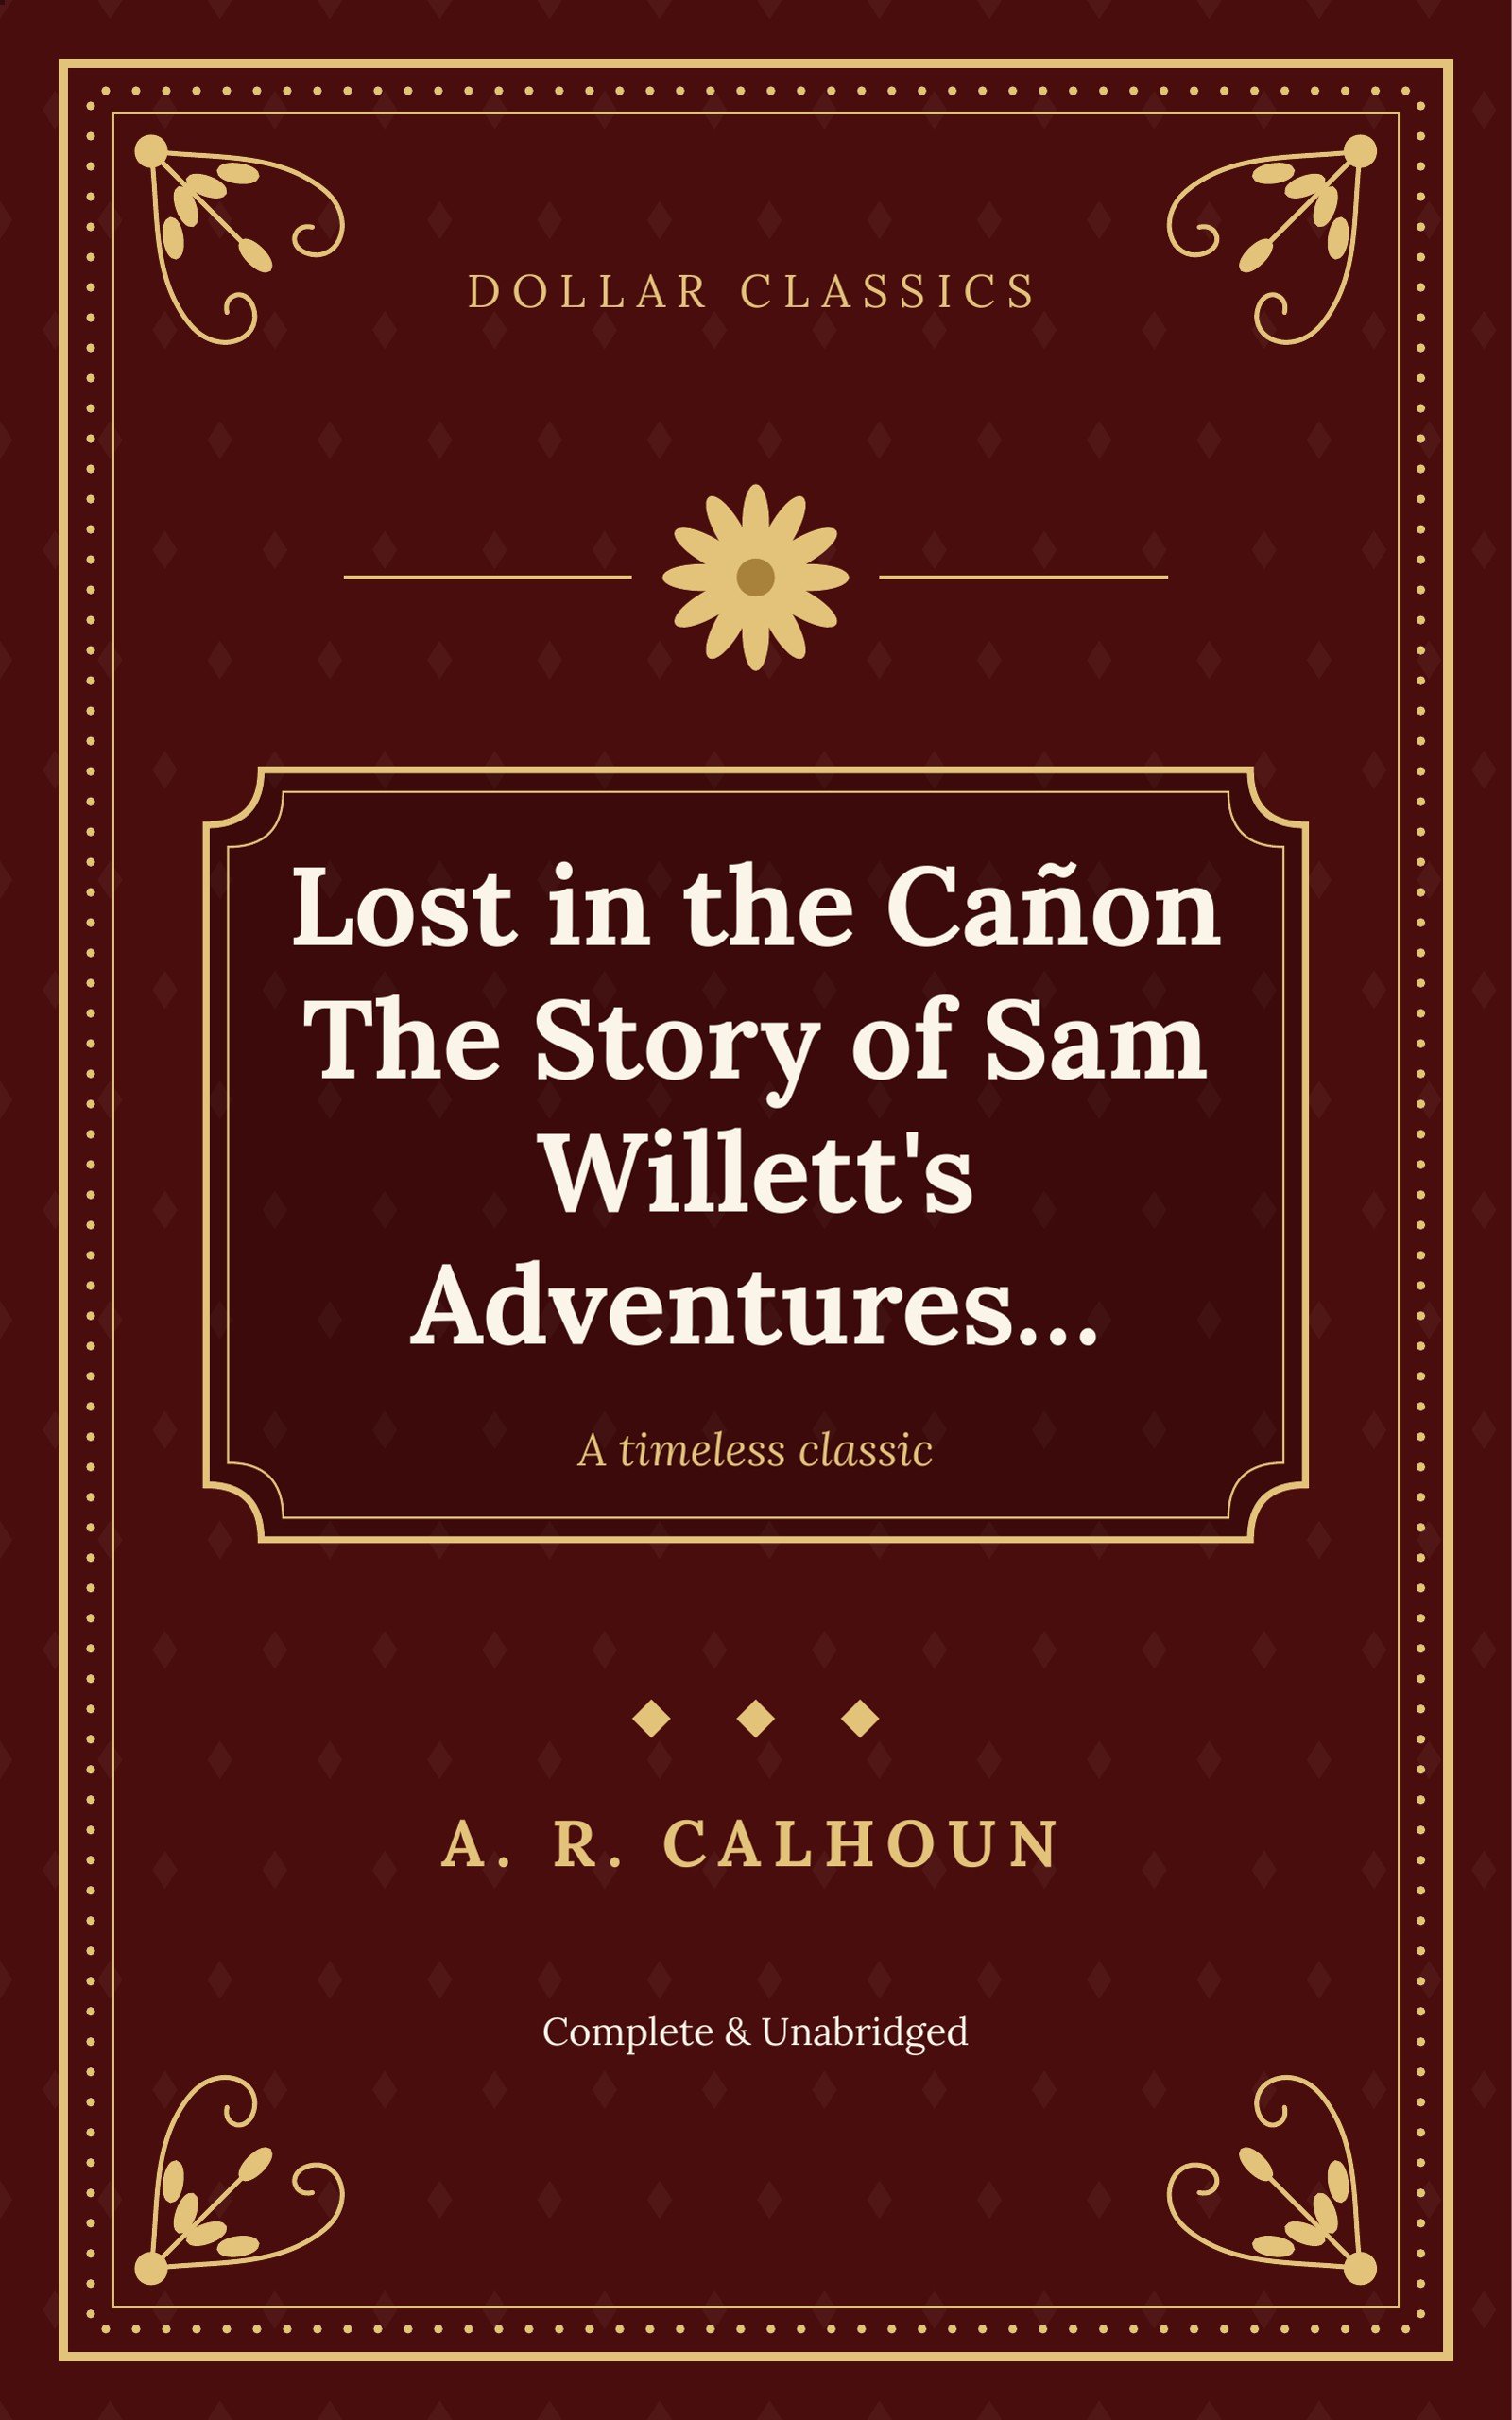 DOLLAR CLASSICS
Lost in the Cañon
The Story of Sam
Willett's
Adventures...
A timeless classic
A. R. CALHOUN
Complete & Unabridged